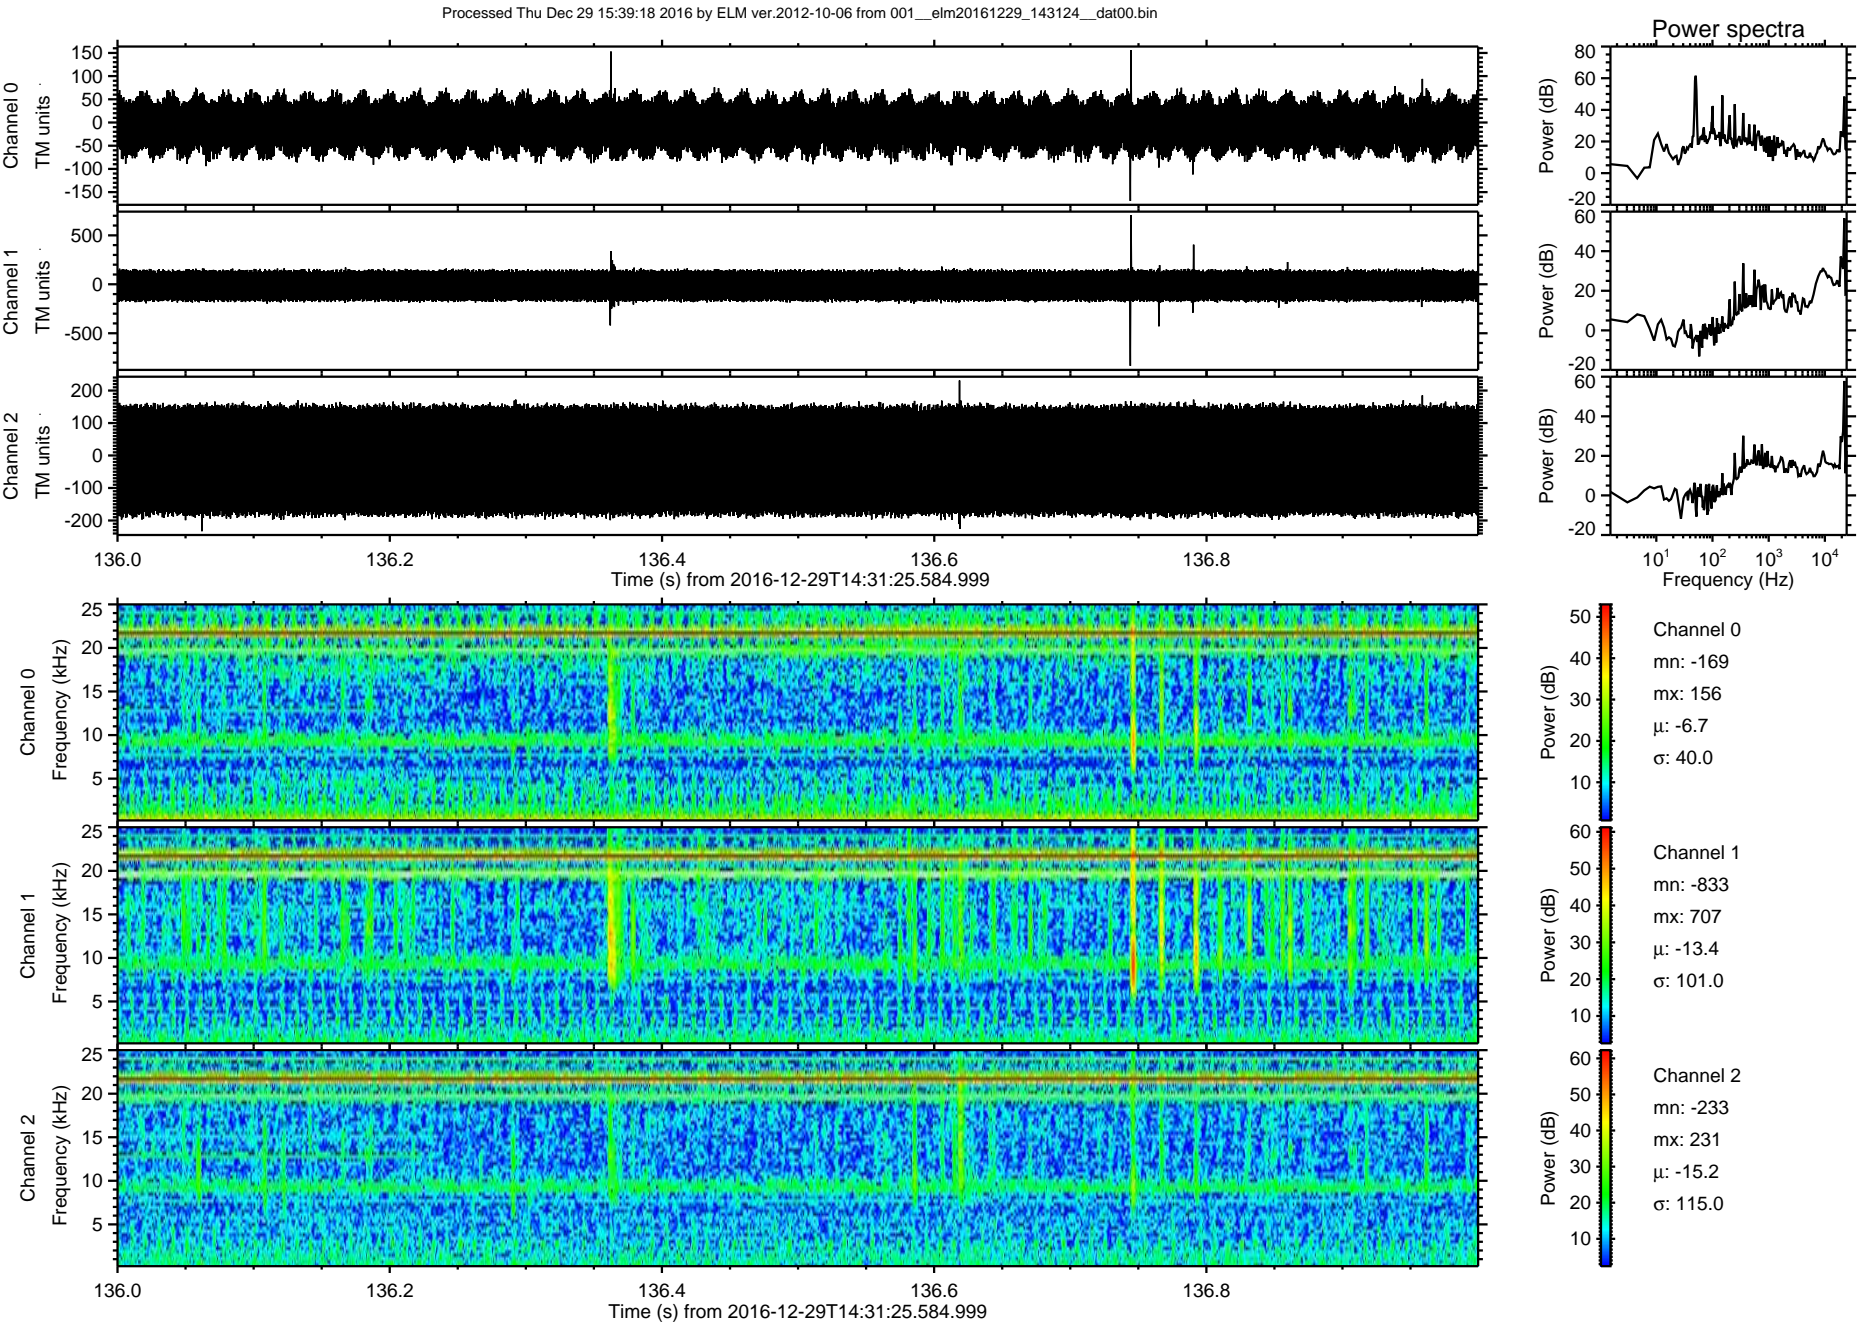 Processed Thu Dec 29 15:39:18 2016 by ELM ver.2012-10-06 from 001__elm20161229_143124__dat00.bin
Power spectra
Channel 0
TM units
150
100
50
0
-50
-100
-150
Power (dB)
80
60
40
20
0
-20
Channel 1
TM units
500
0
-500
Power (dB)
60
40
20
0
-20
Channel 2
TM units
200
100
0
-100
-200
Power (dB)
60
40
20
0
-20
136.0 136.2 136.4 136.6 136.8
Time (s) from 2016-12-29T14:31:25.584.999
10¹ 10² 10³ 10⁴
Frequency (Hz)
Channel 0
Frequency (kHz)
25
20
15
10
5
Power (dB)
50
40
30
20
10
Channel 0
mn: -169
mx: 156
μ: -6.7
σ: 40.0
Channel 1
Frequency (kHz)
25
20
15
10
5
Power (dB)
60
50
40
30
20
10
Channel 1
mn: -833
mx: 707
μ: -13.4
σ: 101.0
Channel 2
Frequency (kHz)
25
20
15
10
5
Power (dB)
60
50
40
30
20
10
Channel 2
mn: -233
mx: 231
μ: -15.2
σ: 115.0
136.0 136.2 136.4 136.6 136.8
Time (s) from 2016-12-29T14:31:25.584.999